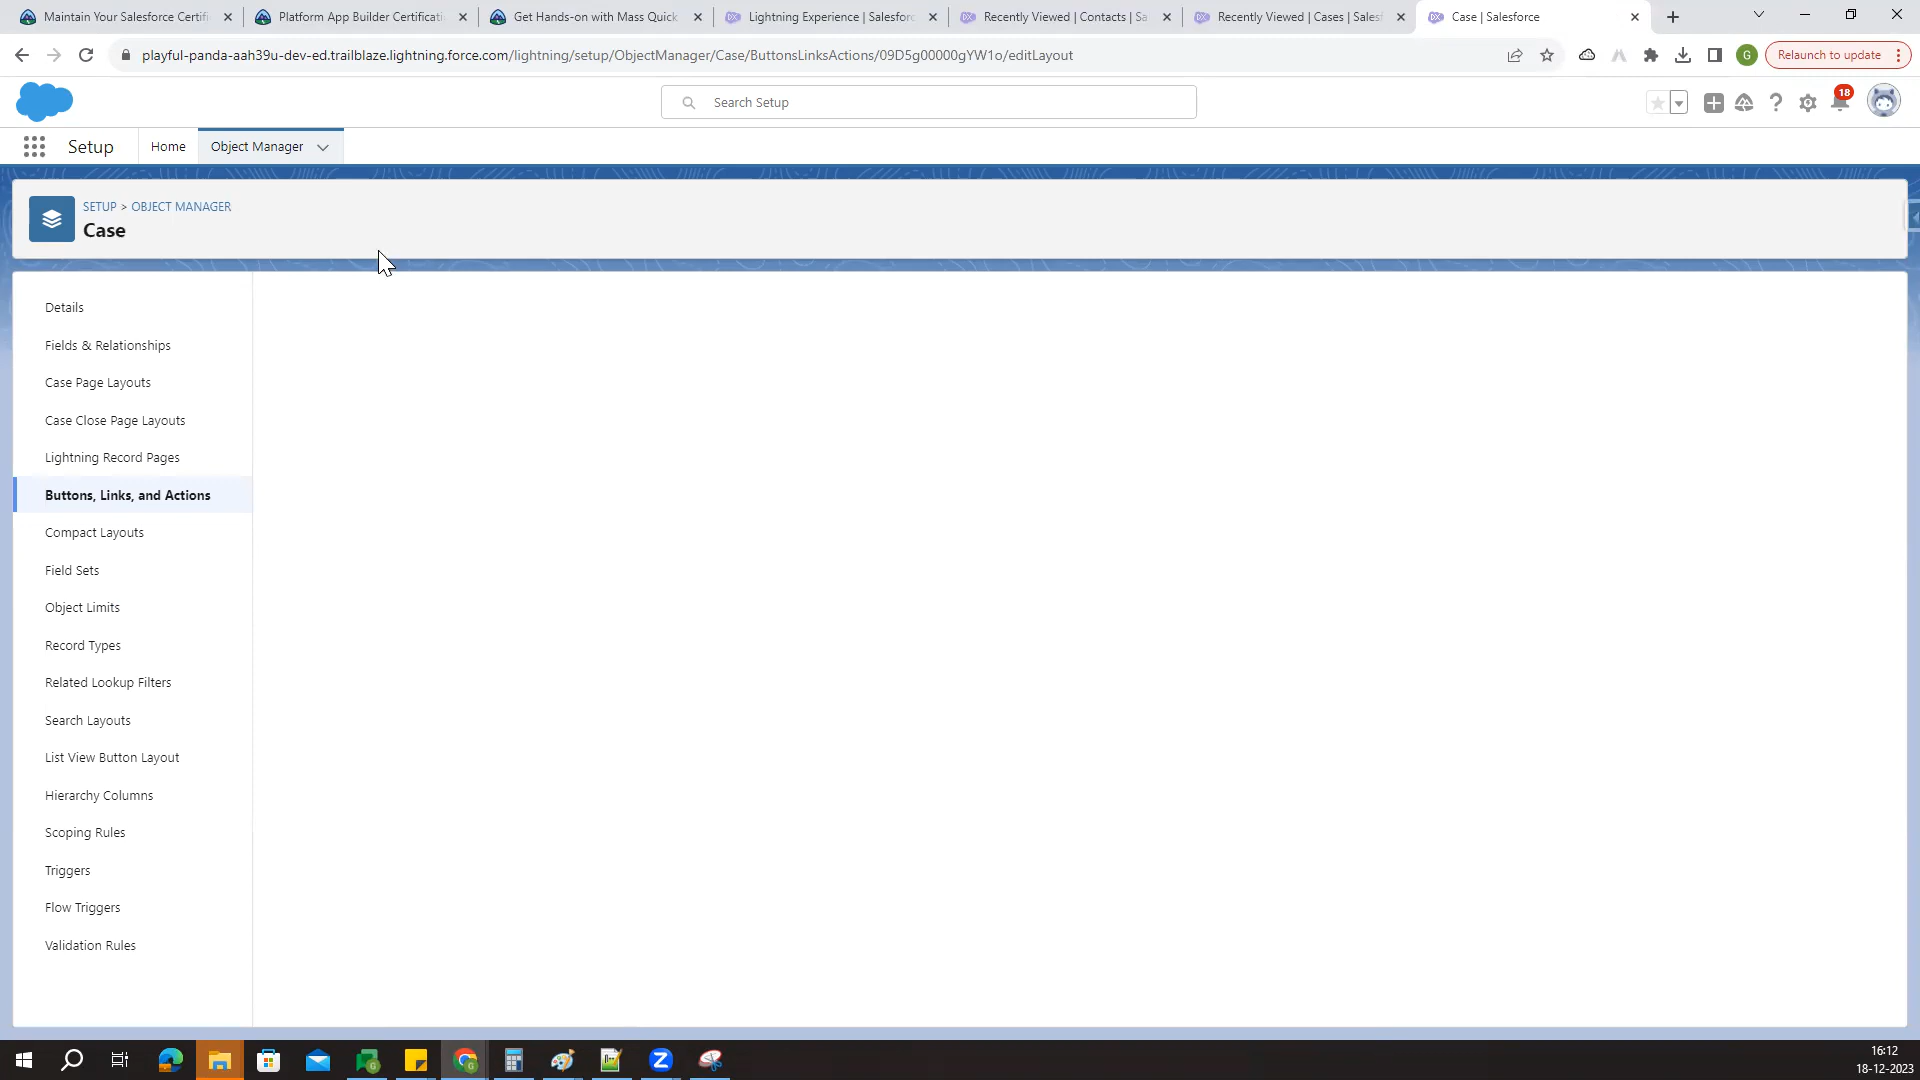 Maintain Your Salesforce Certifi
Platform App Builder Certificati
Get Hands-on with Mass Quick
Lightning Experience | Salesforc
Recently Viewed | Contacts | Sa
Recently Viewed | Cases | Salesf
Case | Salesforce
playful-panda-aah39u-dev-ed.trailblaze.lightning.force.com/lightning/setup/ObjectManager/Case/ButtonsLinksActions/09D5g00000gYW1o/editLayout
G
Relaunch to update
Search Setup
18
Setup
Home
Object Manager
SETUP > OBJECT MANAGER
Case
Details
Fields & Relationships
Case Page Layouts
Case Close Page Layouts
Lightning Record Pages
Buttons, Links, and Actions
Compact Layouts
Field Sets
Object Limits
Record Types
Related Lookup Filters
Search Layouts
List View Button Layout
Hierarchy Columns
Scoping Rules
Triggers
Flow Triggers
Validation Rules
16:12
18-12-2023